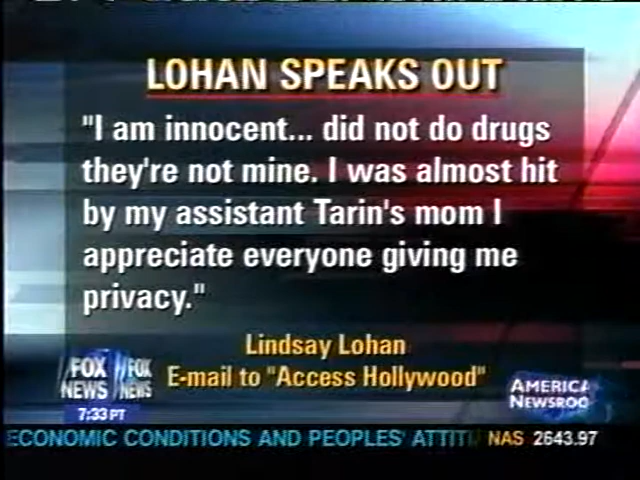 LOHAN SPEAKS OUT
"I am innocent... did not do drugs
they're not mine. I was almost hit
by my assistant Tarin's mom I
appreciate everyone giving me
privacy."
Lindsay Lohan
E-mail to "Access Hollywood"
FOX NEWS
FOX NEWS
7:33 PT
AMERICA
NEWSROO
ECONOMIC CONDITIONS AND PEOPLES' ATTIT
NAS 2643.97